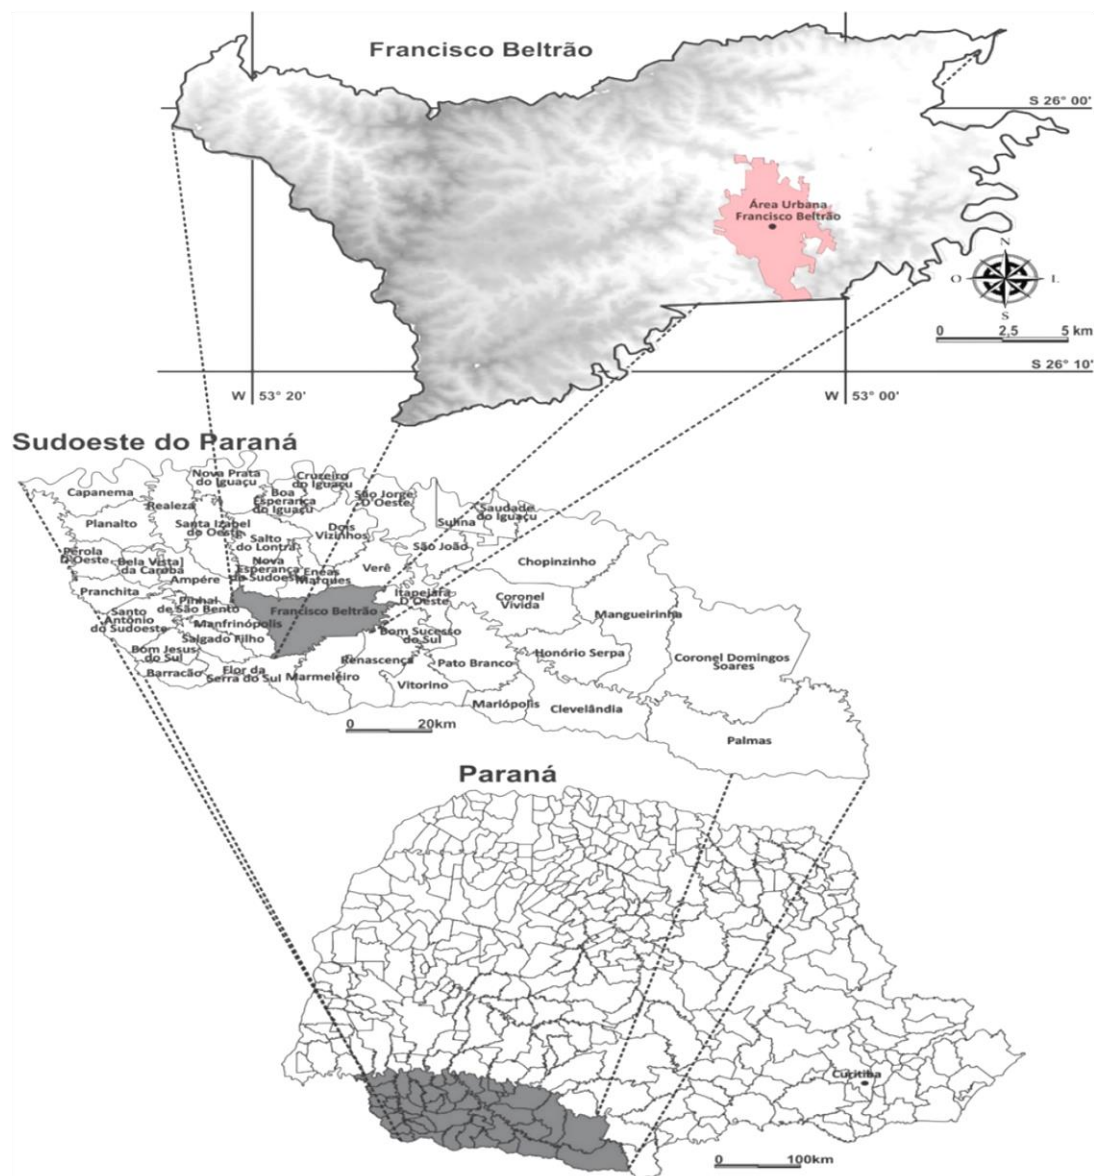 Francisco Beltrão
S 26° 00'
Área Urbana
Francisco Beltrão
N
O
L
S
0 2,5 5 km
S 26° 10'
W 53° 20'
W 53° 00'
Sudoeste do Paraná
Nova Prata
do Iguaçu
Cruzeiro
do Iguaçu
Capanema
Realeza
Boa
Esperança
do Iguaçu
São Jorge
D'Oeste
Saudade
do Iguaçu
Sulina
Planalto
Santa Izabel
do Oeste
Dois
Vizinhos
Salto
do Lontra
São João
Pérola
D'Oeste
Bela Vista
da Caroba
Nova
Esperança
do Sudoeste
Enéas
Marques
Verê
Chopinzinho
Ampére
Pranchita
Pinhal
de São Bento
Francisco Beltrão
Itapejara
D'Oeste
Coronel
Vivida
Mangueirinha
Santo
Antônio
do Sudoeste
Manfrinópolis
Salgado Filho
Bom Sucesso
do Sul
Bom Jesus
do Sul
Renascença
Pato Branco
Honório Serpa
Coronel Domingos
Soares
Barracão
Flor da
Serra do Sul
Marmeleiro
Vitorino
Mariópolis
Clevelândia
Palmas
0 20km
Paraná
Curitiba
0 100km